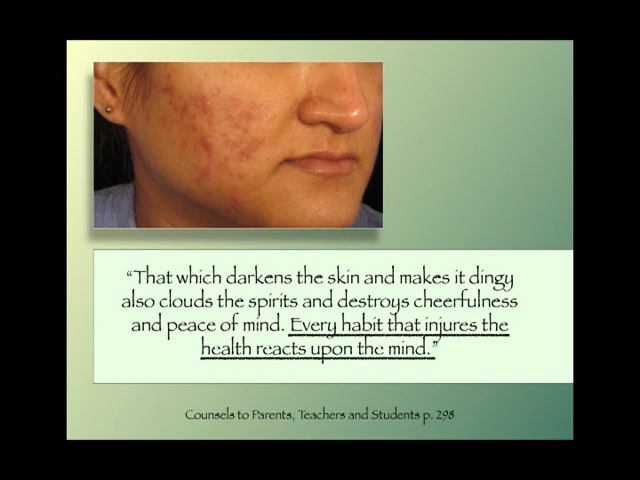 “That which darkens the skin and makes it dingy
also clouds the spirits and destroys cheerfulness
and peace of mind. Every habit that injures the
health reacts upon the mind.”
Counsels to Parents, Teachers and Students p. 298